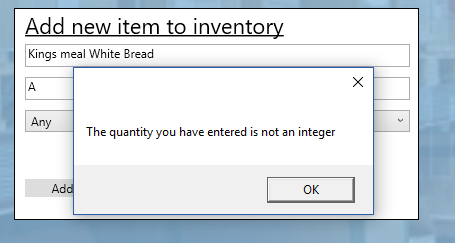 Add new item to inventory
Kings meal White Bread
A
The quantity you have entered is not an integer
Any
Add
OK